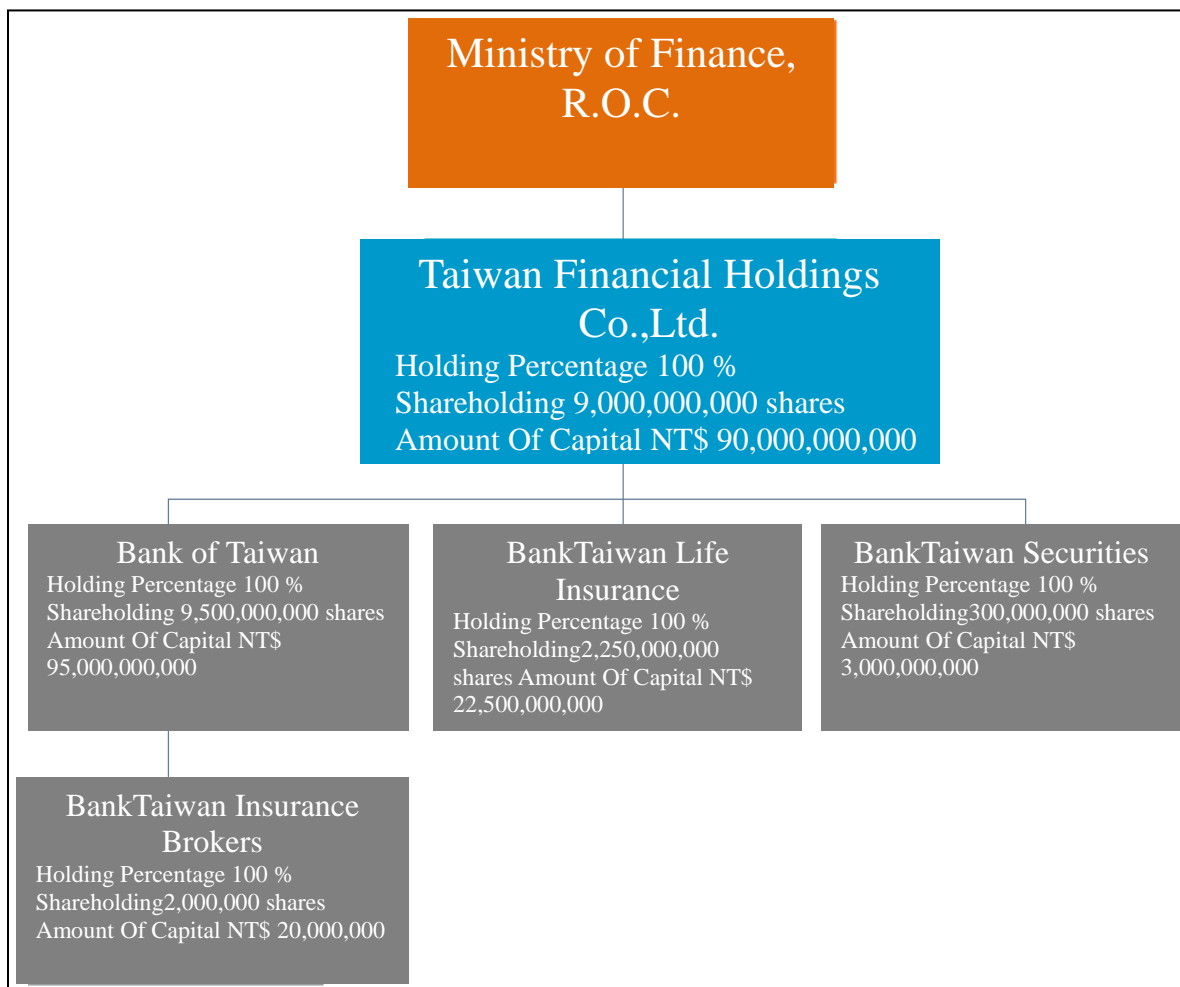 Ministry of Finance,
R.O.C.
Taiwan Financial Holdings
Co.,Ltd.
Holding Percentage 100 %
Shareholding 9,000,000,000 shares
Amount Of Capital NT$ 90,000,000,000
Bank of Taiwan
Holding Percentage 100 %
Shareholding 9,500,000,000 shares
Amount Of Capital NT$
95,000,000,000
BankTaiwan Life
Insurance
Holding Percentage 100 %
Shareholding2,250,000,000
shares Amount Of Capital NT$
22,500,000,000
BankTaiwan Securities
Holding Percentage 100 %
Shareholding300,000,000 shares
Amount Of Capital NT$
3,000,000,000
BankTaiwan Insurance
Brokers
Holding Percentage 100 %
Shareholding2,000,000 shares
Amount Of Capital NT$ 20,000,000